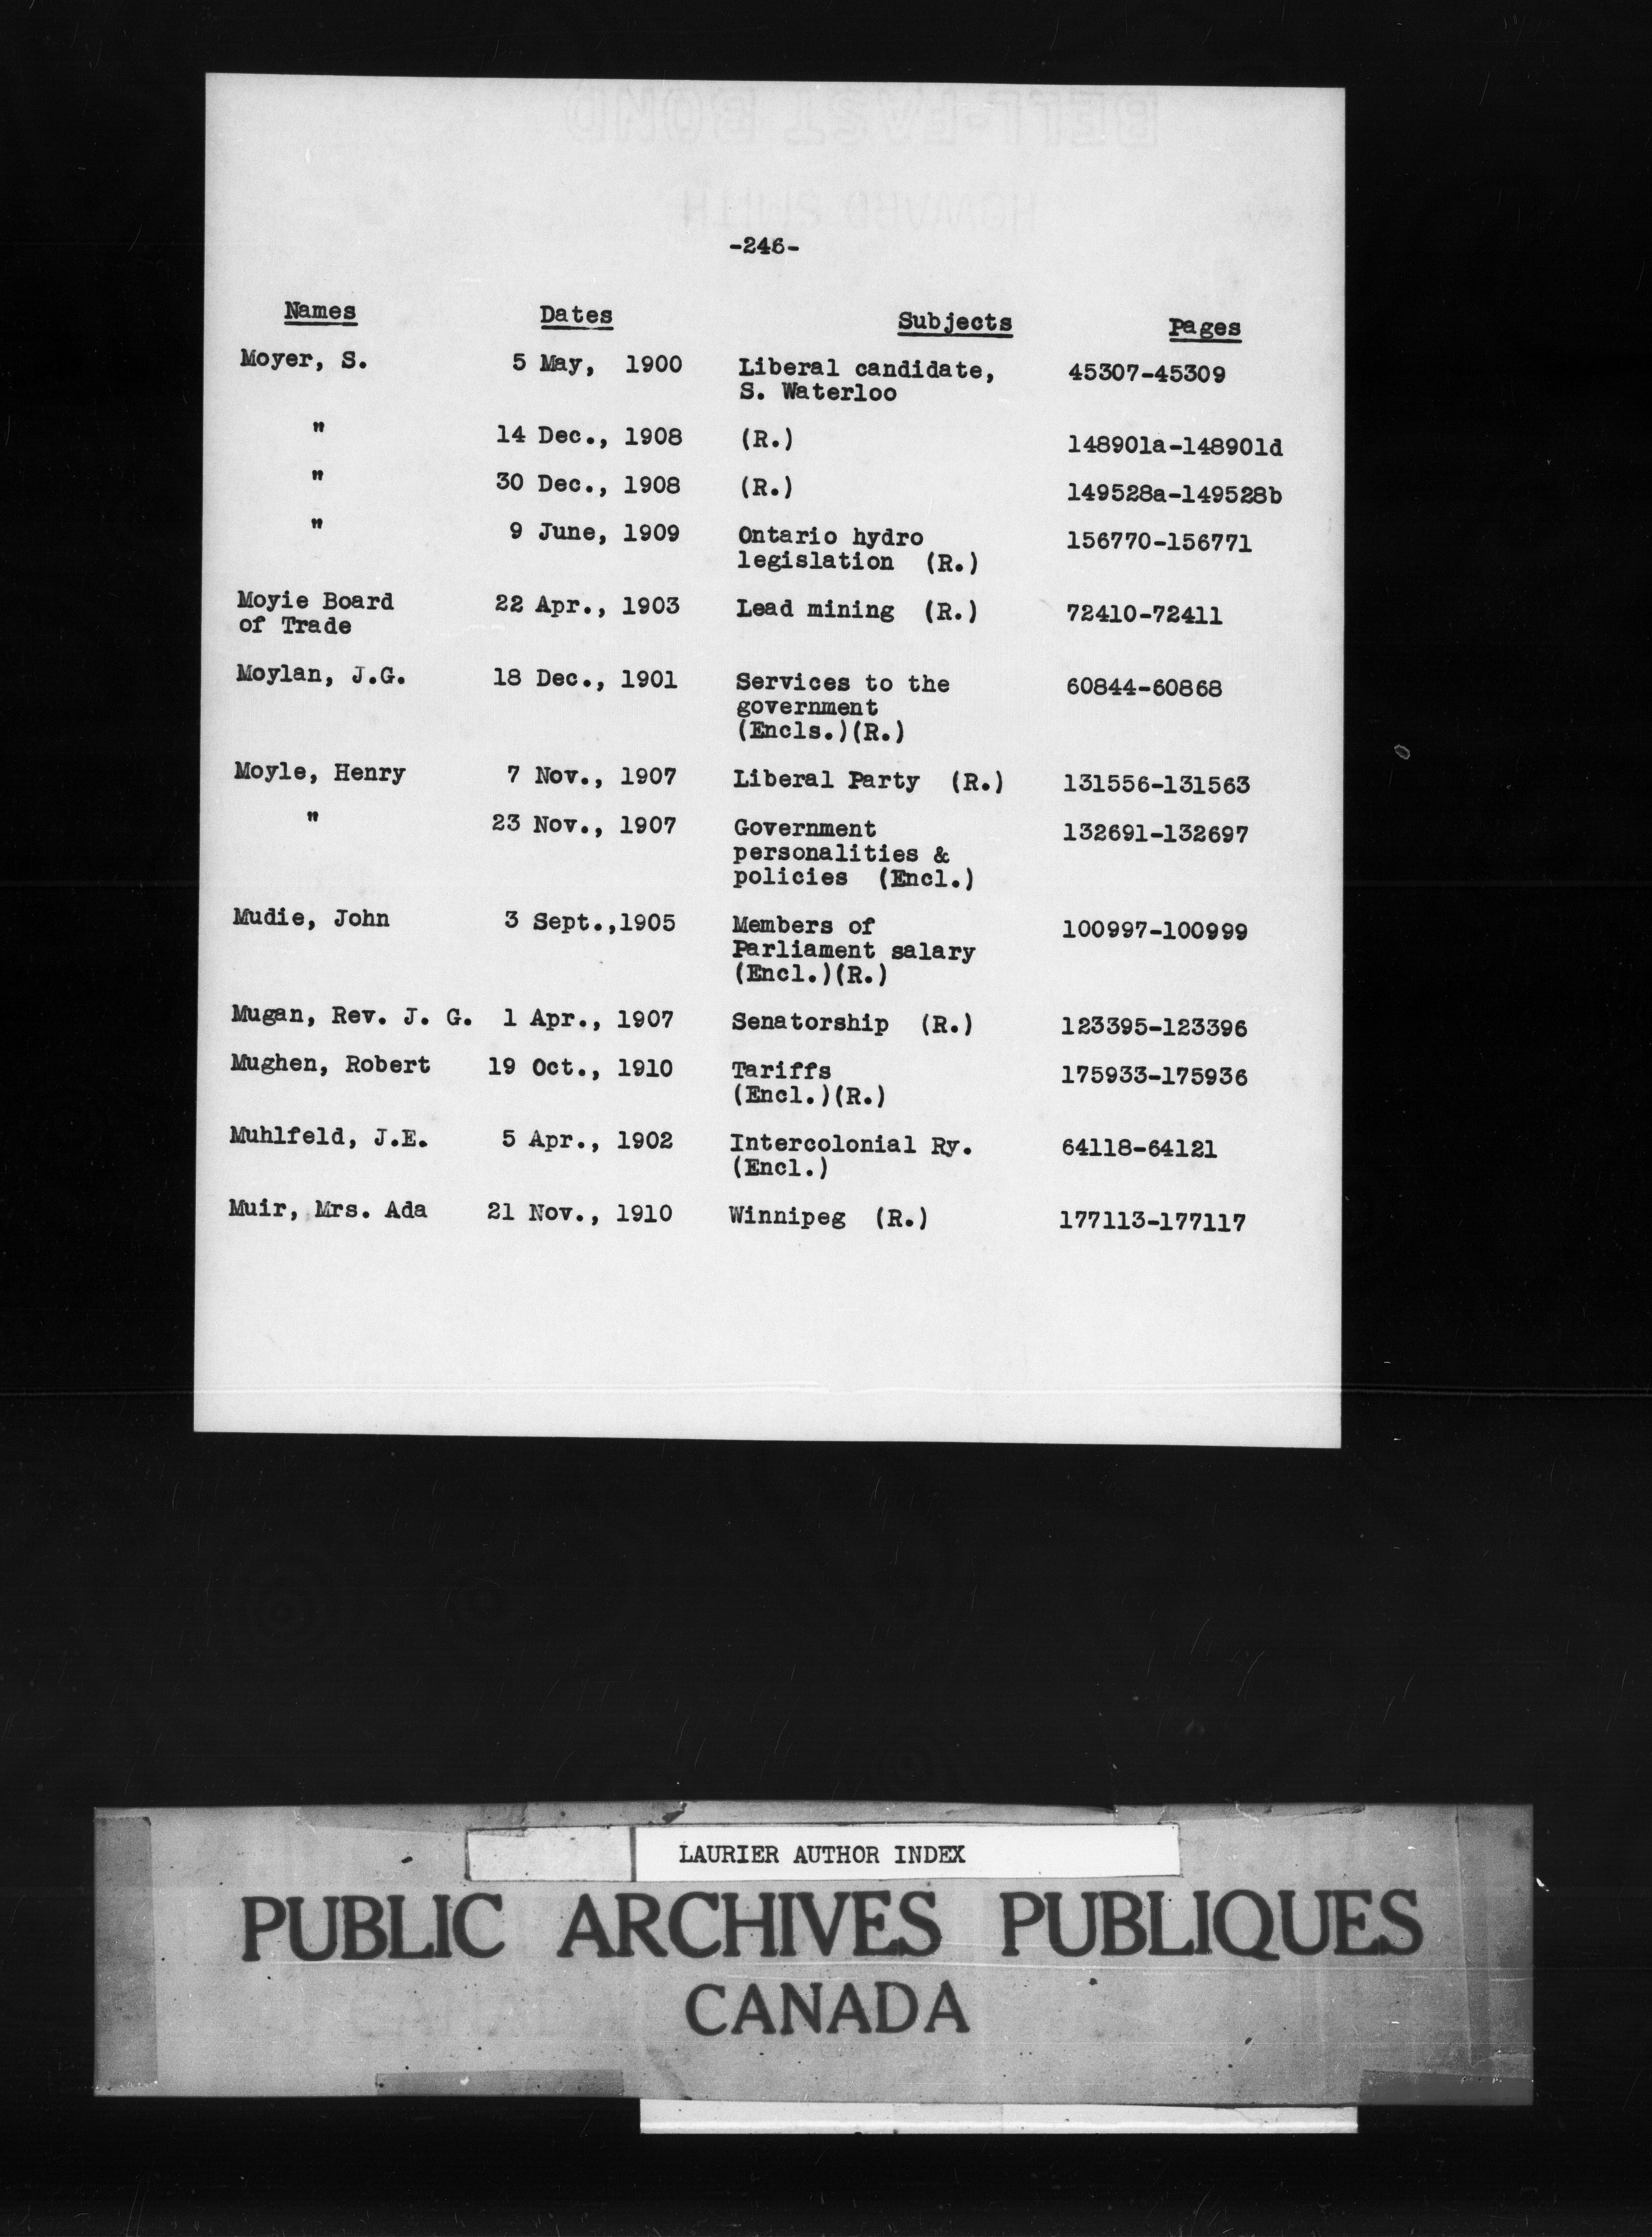 -246-
Names Dates Subjects Pages
Moyer, S. 5 May, 1900 Liberal candidate, 45307-45309
S. Waterloo
" 14 Dec., 1908 (R.) 148901a-148901d
" 30 Dec., 1908 (R.) 149528a-149528b
" 9 June, 1909 Ontario hydro 156770-156771
legislation (R.)
Moyie Board 22 Apr., 1903 Lead mining (R.) 72410-72411
of Trade
Moylan, J.G. 18 Dec., 1901 Services to the 60844-60868
government
(Encls.)(R.)
Moyle, Henry 7 Nov., 1907 Liberal Party (R.) 131556-131563
" 23 Nov., 1907 Government 132691-132697
personalities &
policies (Encl.)
Mudie, John 3 Sept.,1905 Members of 100997-100999
Parliament salary
(Encl.)(R.)
Mugan, Rev. J. G. 1 Apr., 1907 Senatorship (R.) 123395-123396
Mughen, Robert 19 Oct., 1910 Tariffs 175933-175936
(Encl.)(R.)
Muhlfeld, J.E. 5 Apr., 1902 Intercolonial Ry. 64118-64121
(Encl.)
Muir, Mrs. Ada 21 Nov., 1910 Winnipeg (R.) 177113-177117
LAURIER AUTHOR INDEX
PUBLIC ARCHIVES PUBLIQUES
CANADA